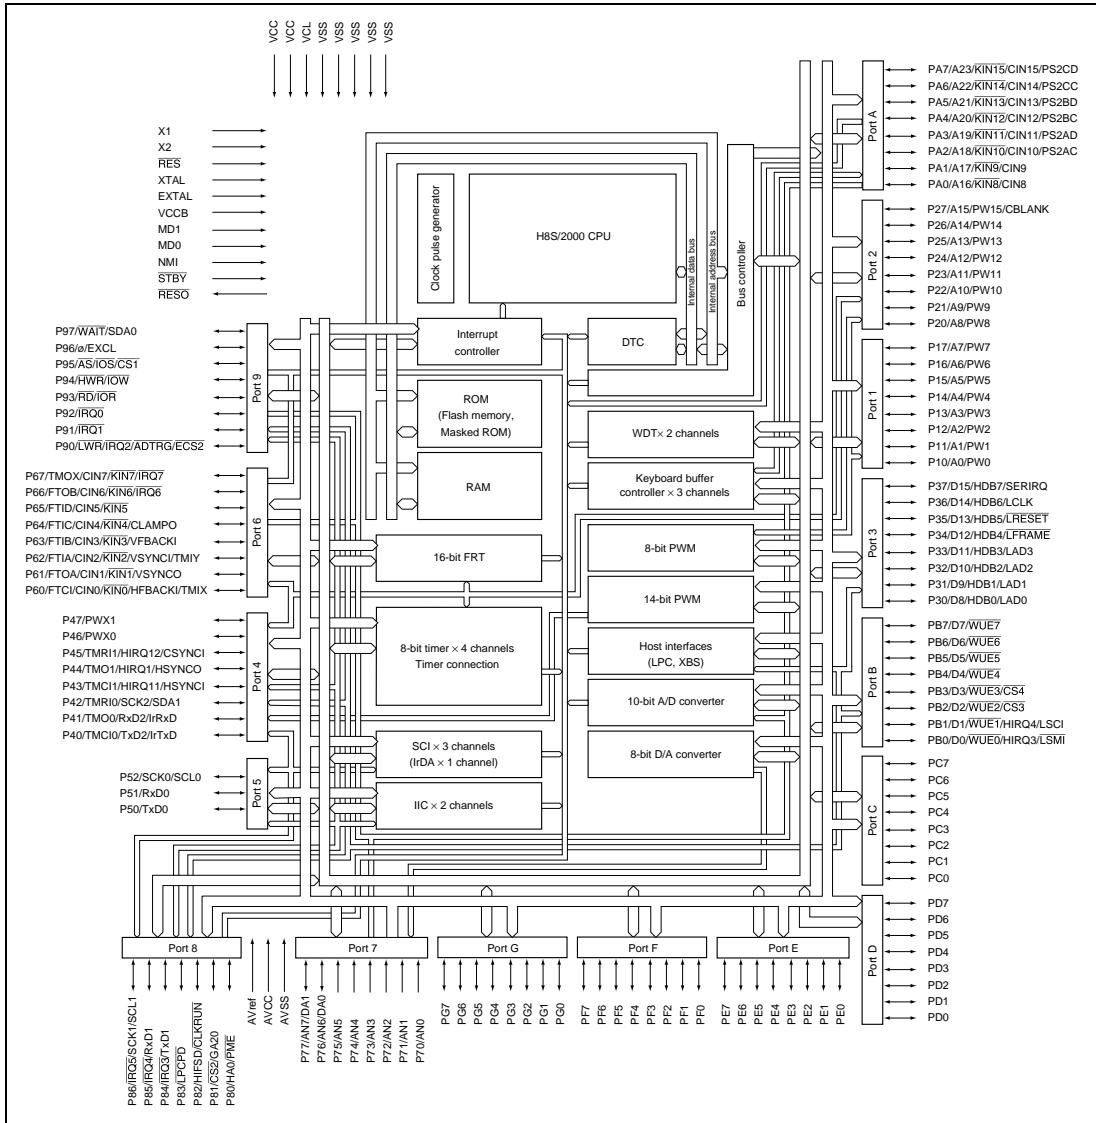 VCC
VCC
VCL
VSS
VSS
VSS
VSS
VSS
X1
X2
RES
XTAL
EXTAL
VCCB
MD1
MD0
NMI
STBY
RESO
P97/WAIT/SDA0
P96/ø/EXCL
P95/AS/IOS/CS1
P94/HWR/IOW
P93/RD/IOR
P92/IRQ0
P91/IRQ1
P90/LWR/IRQ2/ADTRG/ECS2
Port 9
P67/TMOX/CIN7/KIN7/IRQ7
P66/FTOB/CIN6/KIN6/IRQ6
P65/FTID/CIN5/KIN5
P64/FTIC/CIN4/KIN4/CLAMPO
P63/FTIB/CIN3/KIN3/VFBACKI
P62/FTIA/CIN2/KIN2/VSYNCI/TMIY
P61/FTOA/CIN1/KIN1/VSYNCO
P60/FTCI/CIN0/KIN0/HFBACKI/TMIX
Port 6
P47/PWX1
P46/PWX0
P45/TMRI1/HIRQ12/CSYNCI
P44/TMO1/HIRQ1/HSYNCO
P43/TMCI1/HIRQ11/HSYNCI
P42/TMRI0/SCK2/SDA1
P41/TMO0/RxD2/IrRxD
P40/TMCI0/TxD2/IrTxD
Port 4
P52/SCK0/SCL0
P51/RxD0
P50/TxD0
Port 5
Clock pulse generator
H8S/2000 CPU
Internal data bus
Internal address bus
Bus controller
Interrupt
controller
DTC
ROM
(Flash memory,
Masked ROM)
RAM
WDT × 2 channels
Keyboard buffer
controller × 3 channels
16-bit FRT
8-bit PWM
14-bit PWM
8-bit timer × 4 channels
Timer connection
Host interfaces
(LPC, XBS)
10-bit A/D converter
SCI × 3 channels
(IrDA × 1 channel)
8-bit D/A converter
IIC × 2 channels
Port A
PA7/A23/KIN15/CIN15/PS2CD
PA6/A22/KIN14/CIN14/PS2CC
PA5/A21/KIN13/CIN13/PS2BD
PA4/A20/KIN12/CIN12/PS2BC
PA3/A19/KIN11/CIN11/PS2AD
PA2/A18/KIN10/CIN10/PS2AC
PA1/A17/KIN9/CIN9
PA0/A16/KIN8/CIN8
Port 2
P27/A15/PW15/CBLANK
P26/A14/PW14
P25/A13/PW13
P24/A12/PW12
P23/A11/PW11
P22/A10/PW10
P21/A9/PW9
P20/A8/PW8
Port 1
P17/A7/PW7
P16/A6/PW6
P15/A5/PW5
P14/A4/PW4
P13/A3/PW3
P12/A2/PW2
P11/A1/PW1
P10/A0/PW0
Port 3
P37/D15/HDB7/SERIRQ
P36/D14/HDB6/LCLK
P35/D13/HDB5/LRESET
P34/D12/HDB4/LFRAME
P33/D11/HDB3/LAD3
P32/D10/HDB2/LAD2
P31/D9/HDB1/LAD1
P30/D8/HDB0/LAD0
Port B
PB7/D7/WUE7
PB6/D6/WUE6
PB5/D5/WUE5
PB4/D4/WUE4
PB3/D3/WUE3/CS4
PB2/D2/WUE2/CS3
PB1/D1/WUE1/HIRQ4/LSCI
PB0/D0/WUE0/HIRQ3/LSMI
Port C
PC7
PC6
PC5
PC4
PC3
PC2
PC1
PC0
Port D
PD7
PD6
PD5
PD4
PD3
PD2
PD1
PD0
Port 8
Port 7
Port G
Port F
Port E
P86/IRQ5/SCK1/SCL1
P85/IRQ4/RxD1
P84/IRQ3/TxD1
P83/LPCPD
P82/HIFSD/CLKRUN
P81/CS2/GA20
P80/HA0/PME
AVref
AVCC
AVSS
P77/AN7/DA1
P76/AN6/DA0
P75/AN5
P74/AN4
P73/AN3
P72/AN2
P71/AN1
P70/AN0
PG7
PG6
PG5
PG4
PG3
PG2
PG1
PG0
PF7
PF6
PF5
PF4
PF3
PF2
PF1
PF0
PE7
PE6
PE5
PE4
PE3
PE2
PE1
PE0